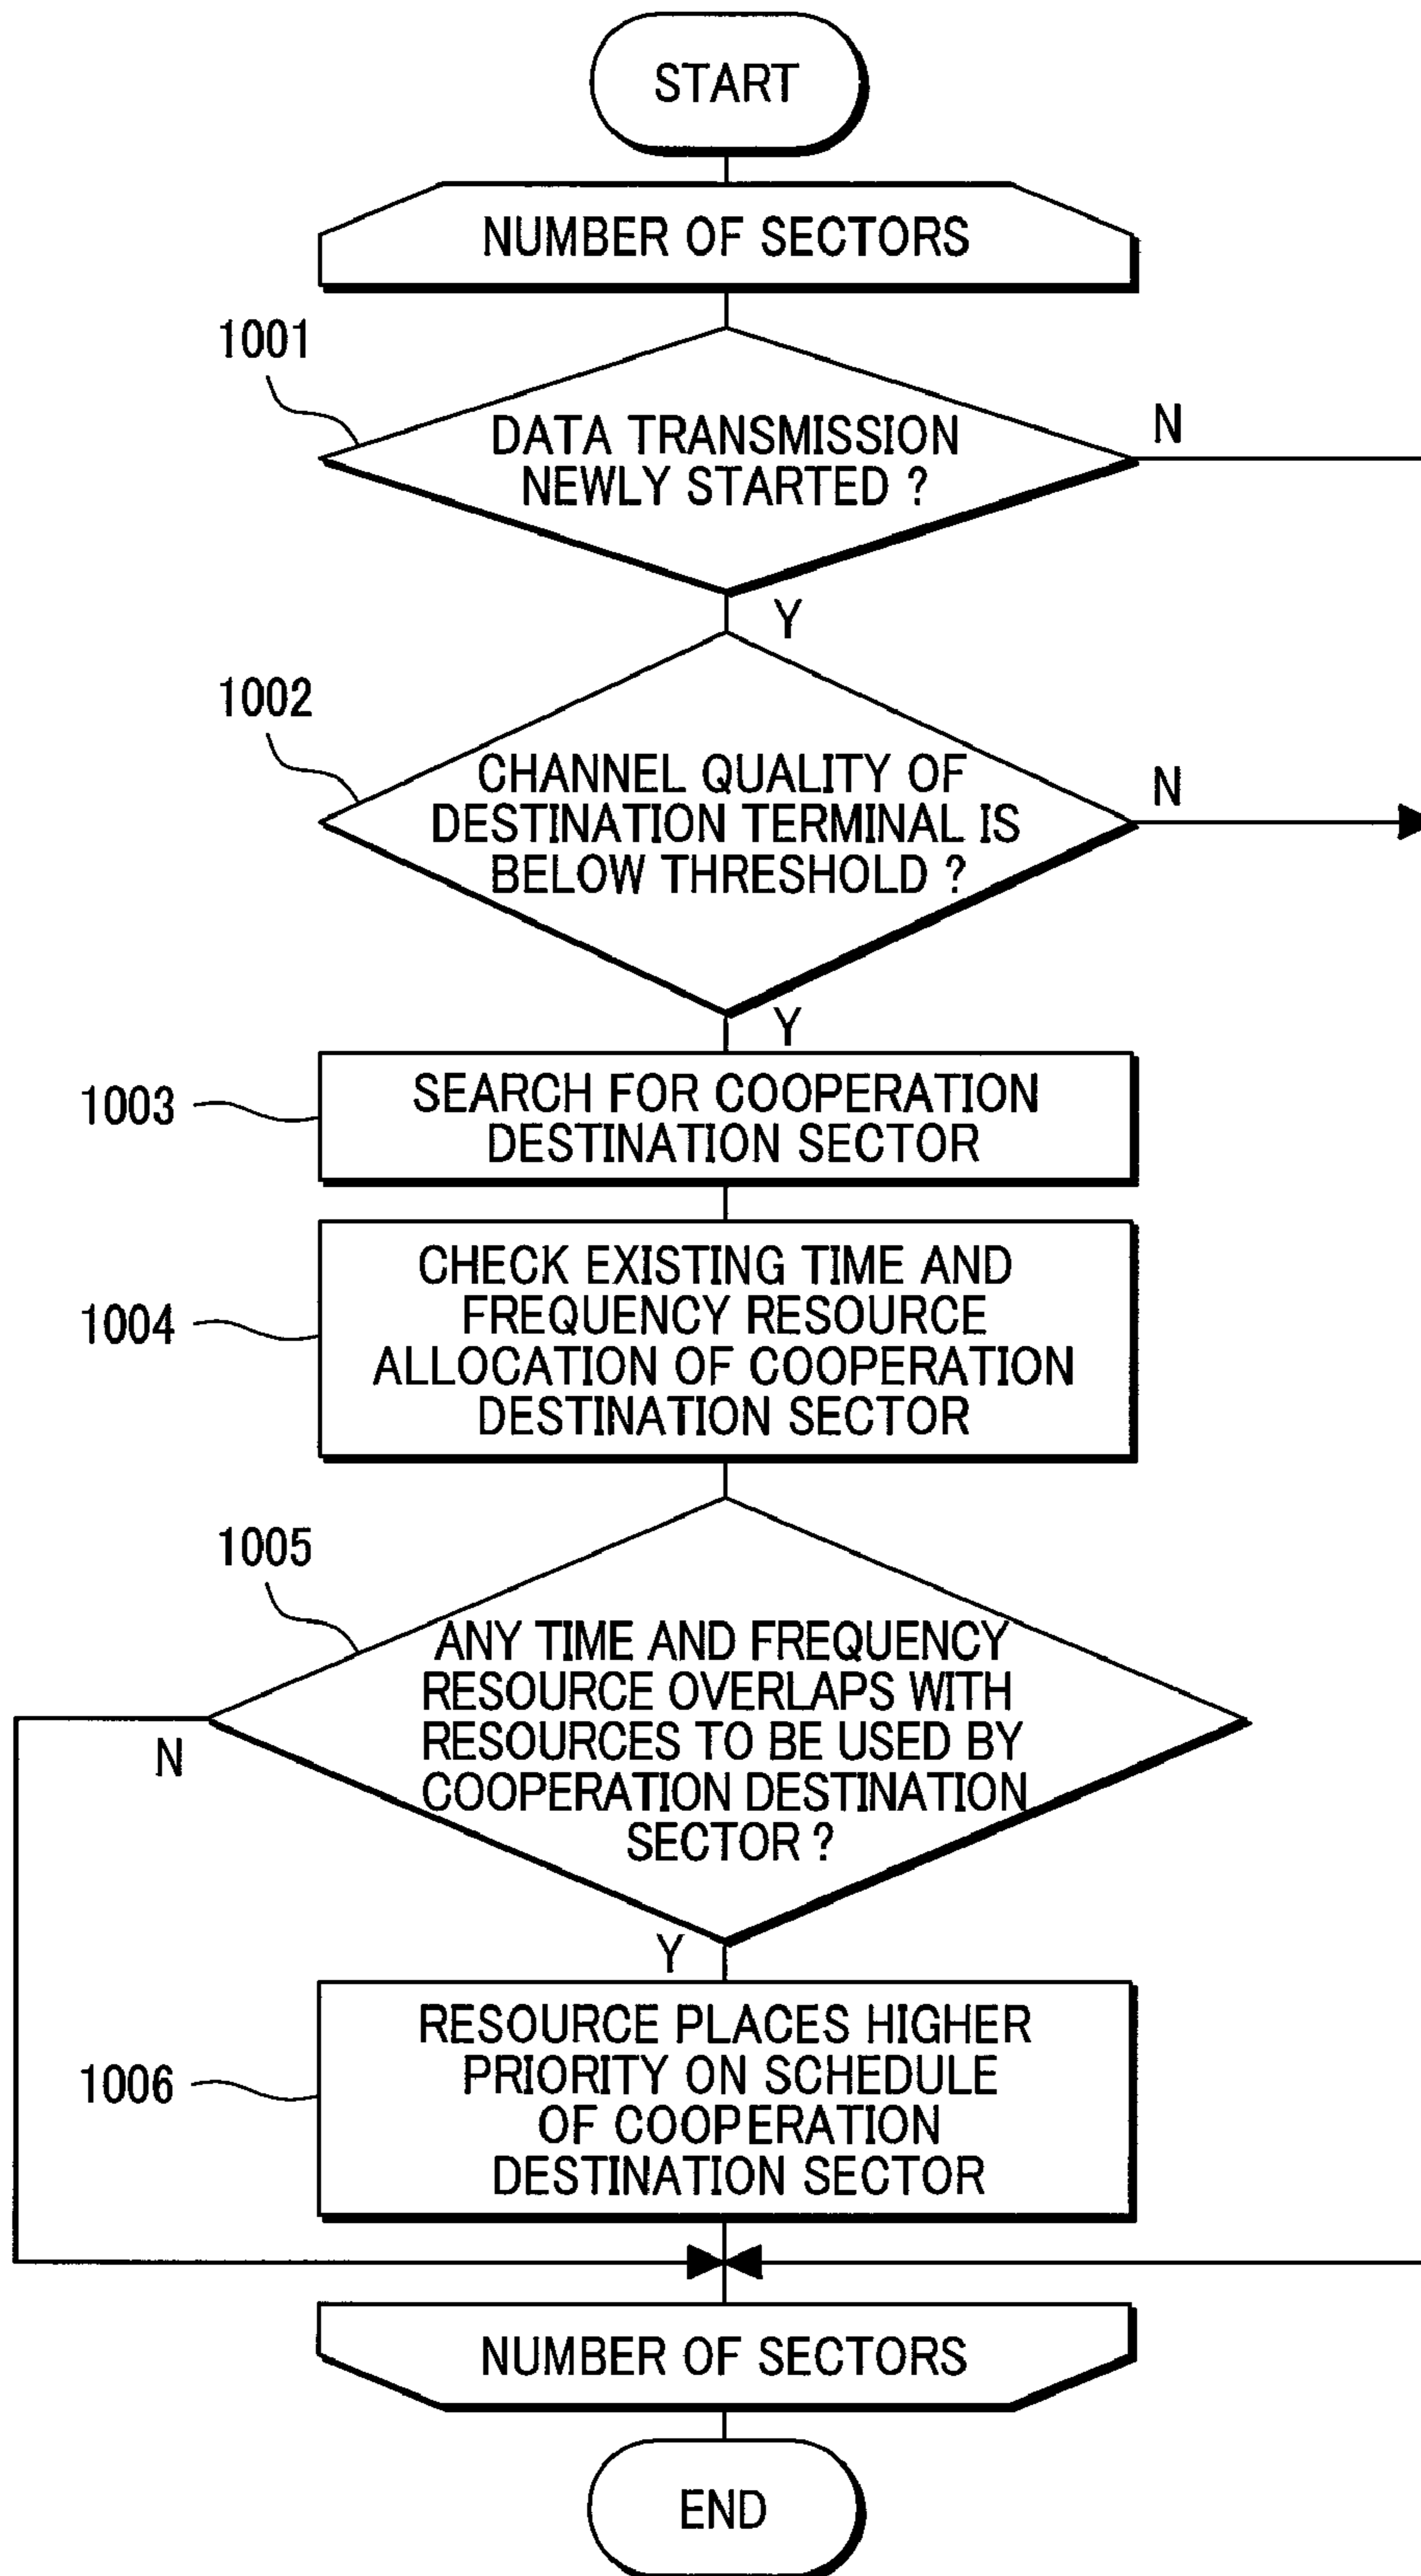 START
NUMBER OF SECTORS
1001
DATA TRANSMISSION
NEWLY STARTED ?
N
Y
1002
CHANNEL QUALITY OF
DESTINATION TERMINAL IS
BELOW THRESHOLD ?
N
Y
1003
SEARCH FOR COOPERATION
DESTINATION SECTOR
1004
CHECK EXISTING TIME AND
FREQUENCY RESOURCE
ALLOCATION OF COOPERATION
DESTINATION SECTOR
1005
ANY TIME AND FREQUENCY
RESOURCE OVERLAPS WITH
RESOURCES TO BE USED BY
COOPERATION DESTINATION
SECTOR ?
N
Y
1006
RESOURCE PLACES HIGHER
PRIORITY ON SCHEDULE
OF COOPERATION
DESTINATION SECTOR
NUMBER OF SECTORS
END